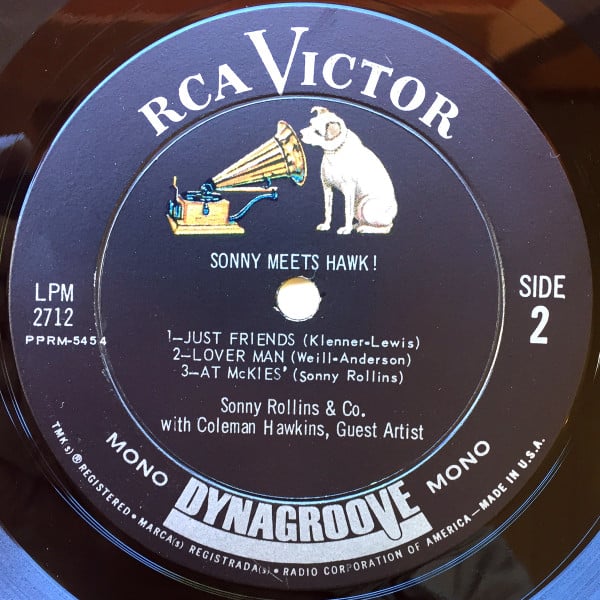 RCA VICTOR
SONNY MEETS HAWK!
LPM
2712
PPRM-5454
SIDE
2
1—JUST FRIENDS (Klenner-Lewis)
2—LOVER MAN (Weill-Anderson)
3—AT McKIES' (Sonny Rollins)
Sonny Rollins & Co.
with Coleman Hawkins, Guest Artist
MONO
DYNAGROOVE
MONO
TMK(s) ® REGISTERED • MARCA(s) REGISTRADA(s) • RADIO CORPORATION OF AMERICA—MADE IN U.S.A.